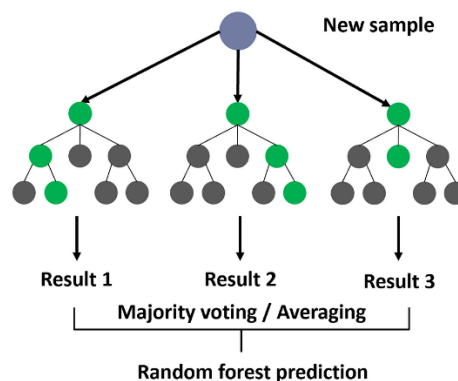 New sample
Result 1
Result 2
Result 3
Majority voting / Averaging
Random forest prediction